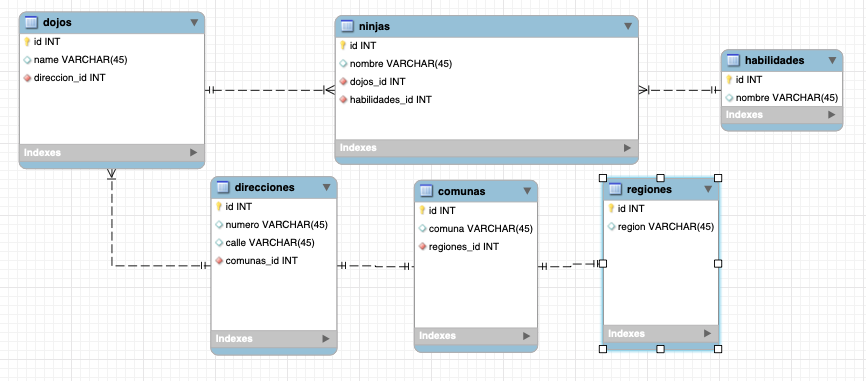 dojos
id INT
name VARCHAR(45)
direccion_id INT
Indexes
ninjas
id INT
nombre VARCHAR(45)
dojos_id INT
habilidades_id INT
Indexes
habilidades
id INT
nombre VARCHAR(45)
Indexes
direcciones
id INT
numero VARCHAR(45)
calle VARCHAR(45)
comunas_id INT
Indexes
comunas
id INT
comuna VARCHAR(45)
regiones_id INT
Indexes
regiones
id INT
region VARCHAR(45)
Indexes